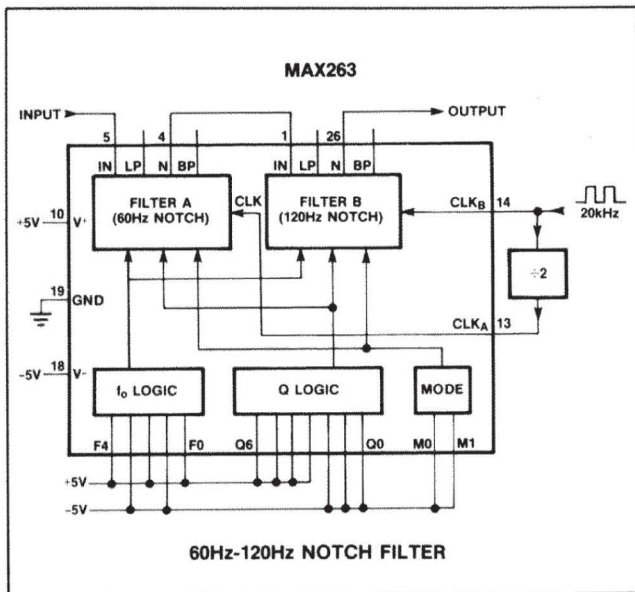 MAX263
INPUT
OUTPUT
5 4 1 26
IN LP N BP IN LP N BP
FILTER A
(60Hz NOTCH)
CLK
FILTER B
(120Hz NOTCH)
CLKB 14
20kHz
+5V 10 V+
÷2
19
GND
CLKA 13
-5V 18 V-
f0 LOGIC
Q LOGIC
MODE
F4 F0 Q6 Q0 M0 M1
+5V
-5V
60Hz-120Hz NOTCH FILTER